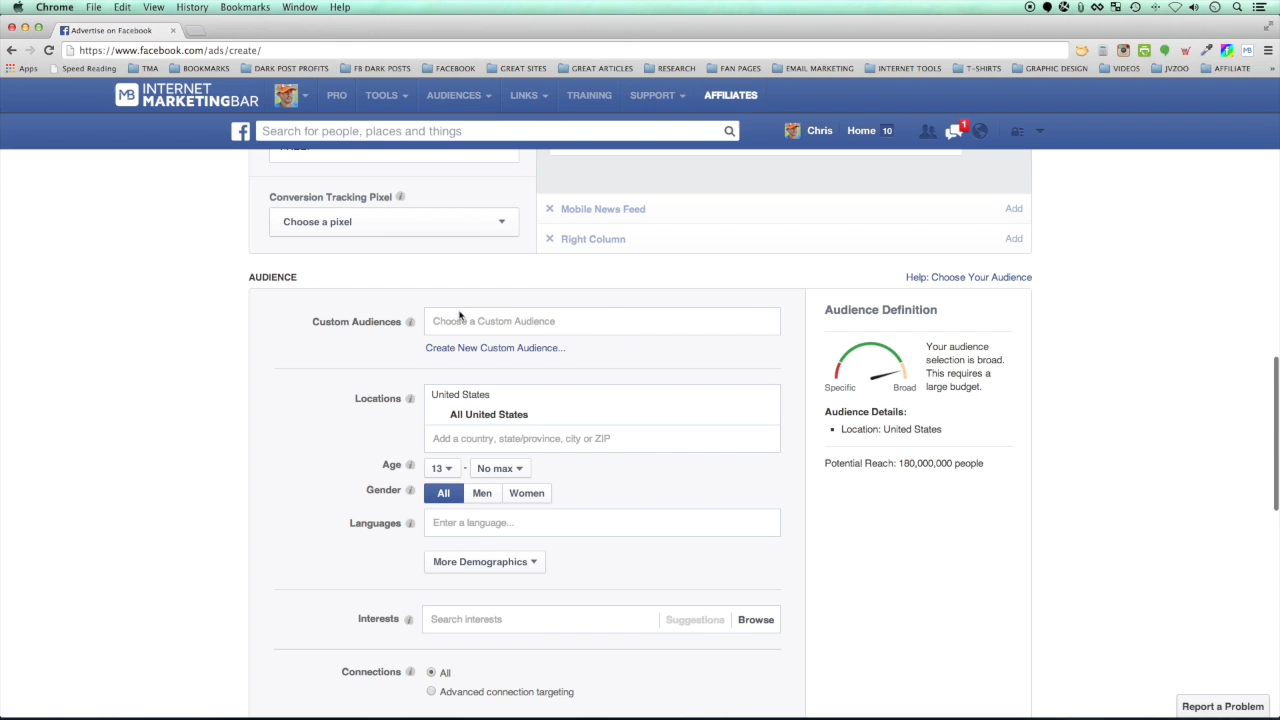 Chrome File Edit View History Bookmarks Window Help
Advertise on Facebook
https://www.facebook.com/ads/create/
Apps Speed Reading TMA BOOKMARKS DARK POST PROFITS FB DARK POSTS FACEBOOK GREAT SITES GREAT ARTICLES RESEARCH FAN PAGES EMAIL MARKETING INTERNET TOOLS T-SHIRTS GRAPHIC DESIGN VIDEOS JVZOO AFFILIATE
MB INTERNET MARKETINGBAR PRO TOOLS AUDIENCES LINKS TRAINING SUPPORT AFFILIATES
Search for people, places and things Chris Home 10 1
Conversion Tracking Pixel
Choose a pixel
Mobile News Feed Add
Right Column Add
AUDIENCE Help: Choose Your Audience
Custom Audiences Choose a Custom Audience
Create New Custom Audience...
Locations United States
All United States
Add a country, state/province, city or ZIP
Age 13 - No max
Gender All Men Women
Languages Enter a language...
More Demographics
Interests Search interests Suggestions Browse
Connections All
Advanced connection targeting
Audience Definition
Specific Broad
Your audience
selection is broad.
This requires a
large budget.
Audience Details:
Location: United States
Potential Reach: 180,000,000 people
Report a Problem